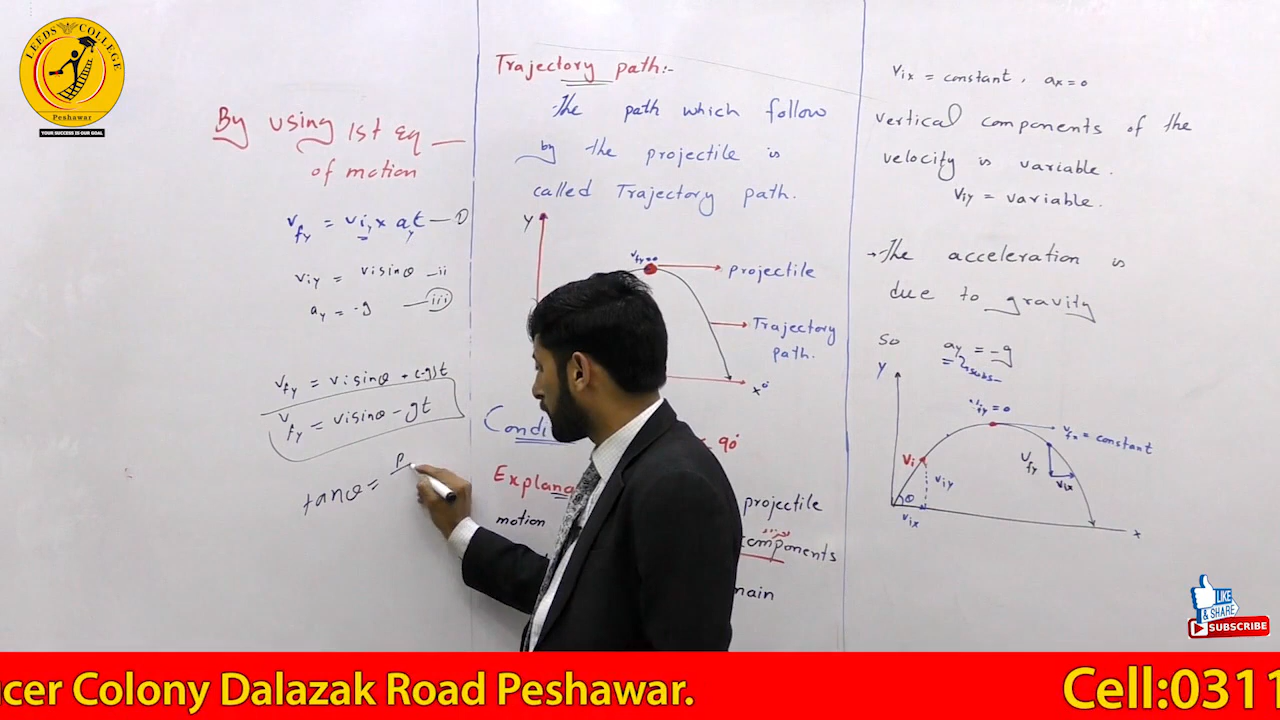 LEEDS COLLEGE
Peshawar
YOUR SUCCESS IS OUR GOAL
By using 1st Eq
of motion
vfy = viy x ayt — ①
viy = visinθ — ii
ay = -g — iii
vfy = visinθ + (-g)t
vfy = visinθ - gt
tanθ = P
Trajectory path:-
The path which follow
by the projectile is
called Trajectory path.
Y
vfy=0
projectile
Trajectory
path.
x°
90°
projectile
motion
components
vix = constant, ax=0
vertical components of the
velocity is variable.
viy = variable.
→ The acceleration is
due to gravity
So ay = -g
Y
vfy = 0
vfx = constant
vi
viy
vfy
vix
θ
vix
x
LIKE
& SHARE
SUBSCRIBE
Colony Dalazak Road Peshawar.
Cell:0311